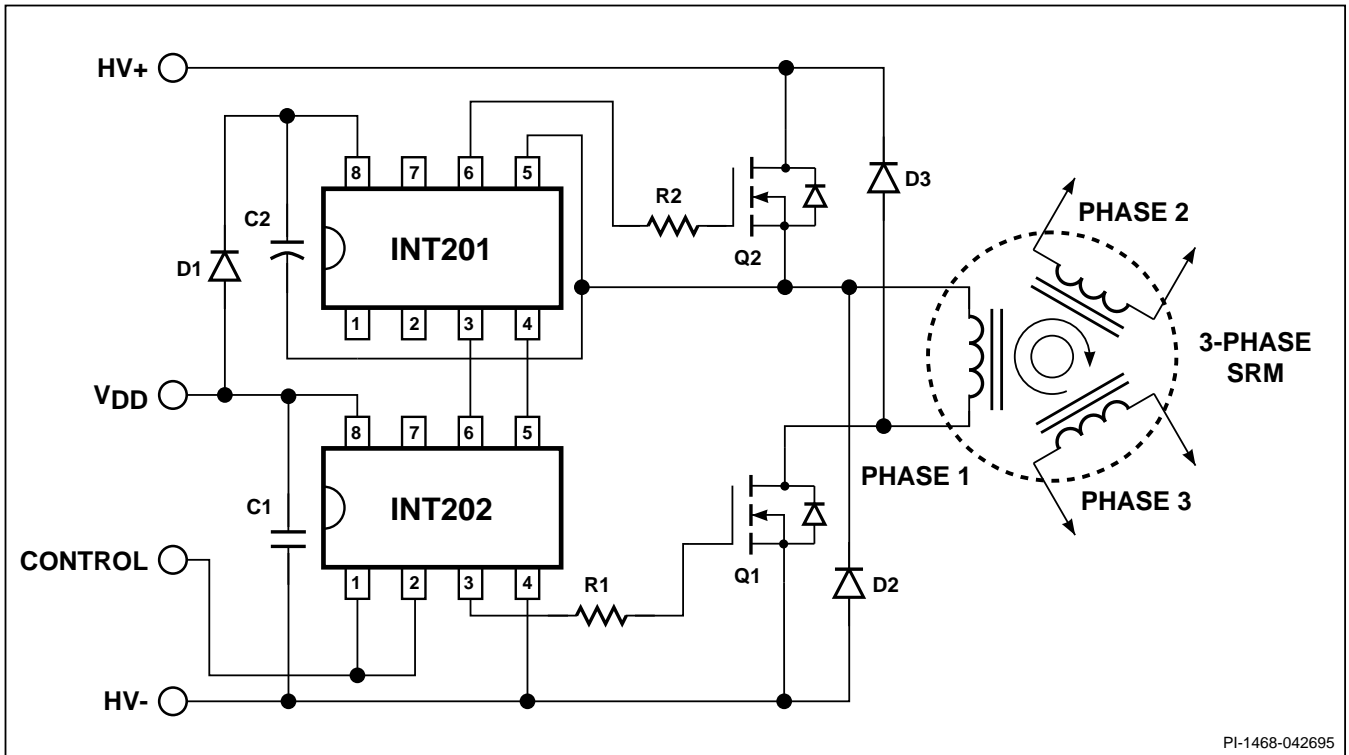 HV+
8 7 6 5
D3
PHASE 2
C2
R2
D1
INT201
Q2
1 2 3 4
3-PHASE
SRM
VDD
8 7 6 5
PHASE 1
C1
INT202
PHASE 3
CONTROL
Q1
D2
1 2 3 4
R1
HV-
PI-1468-042695